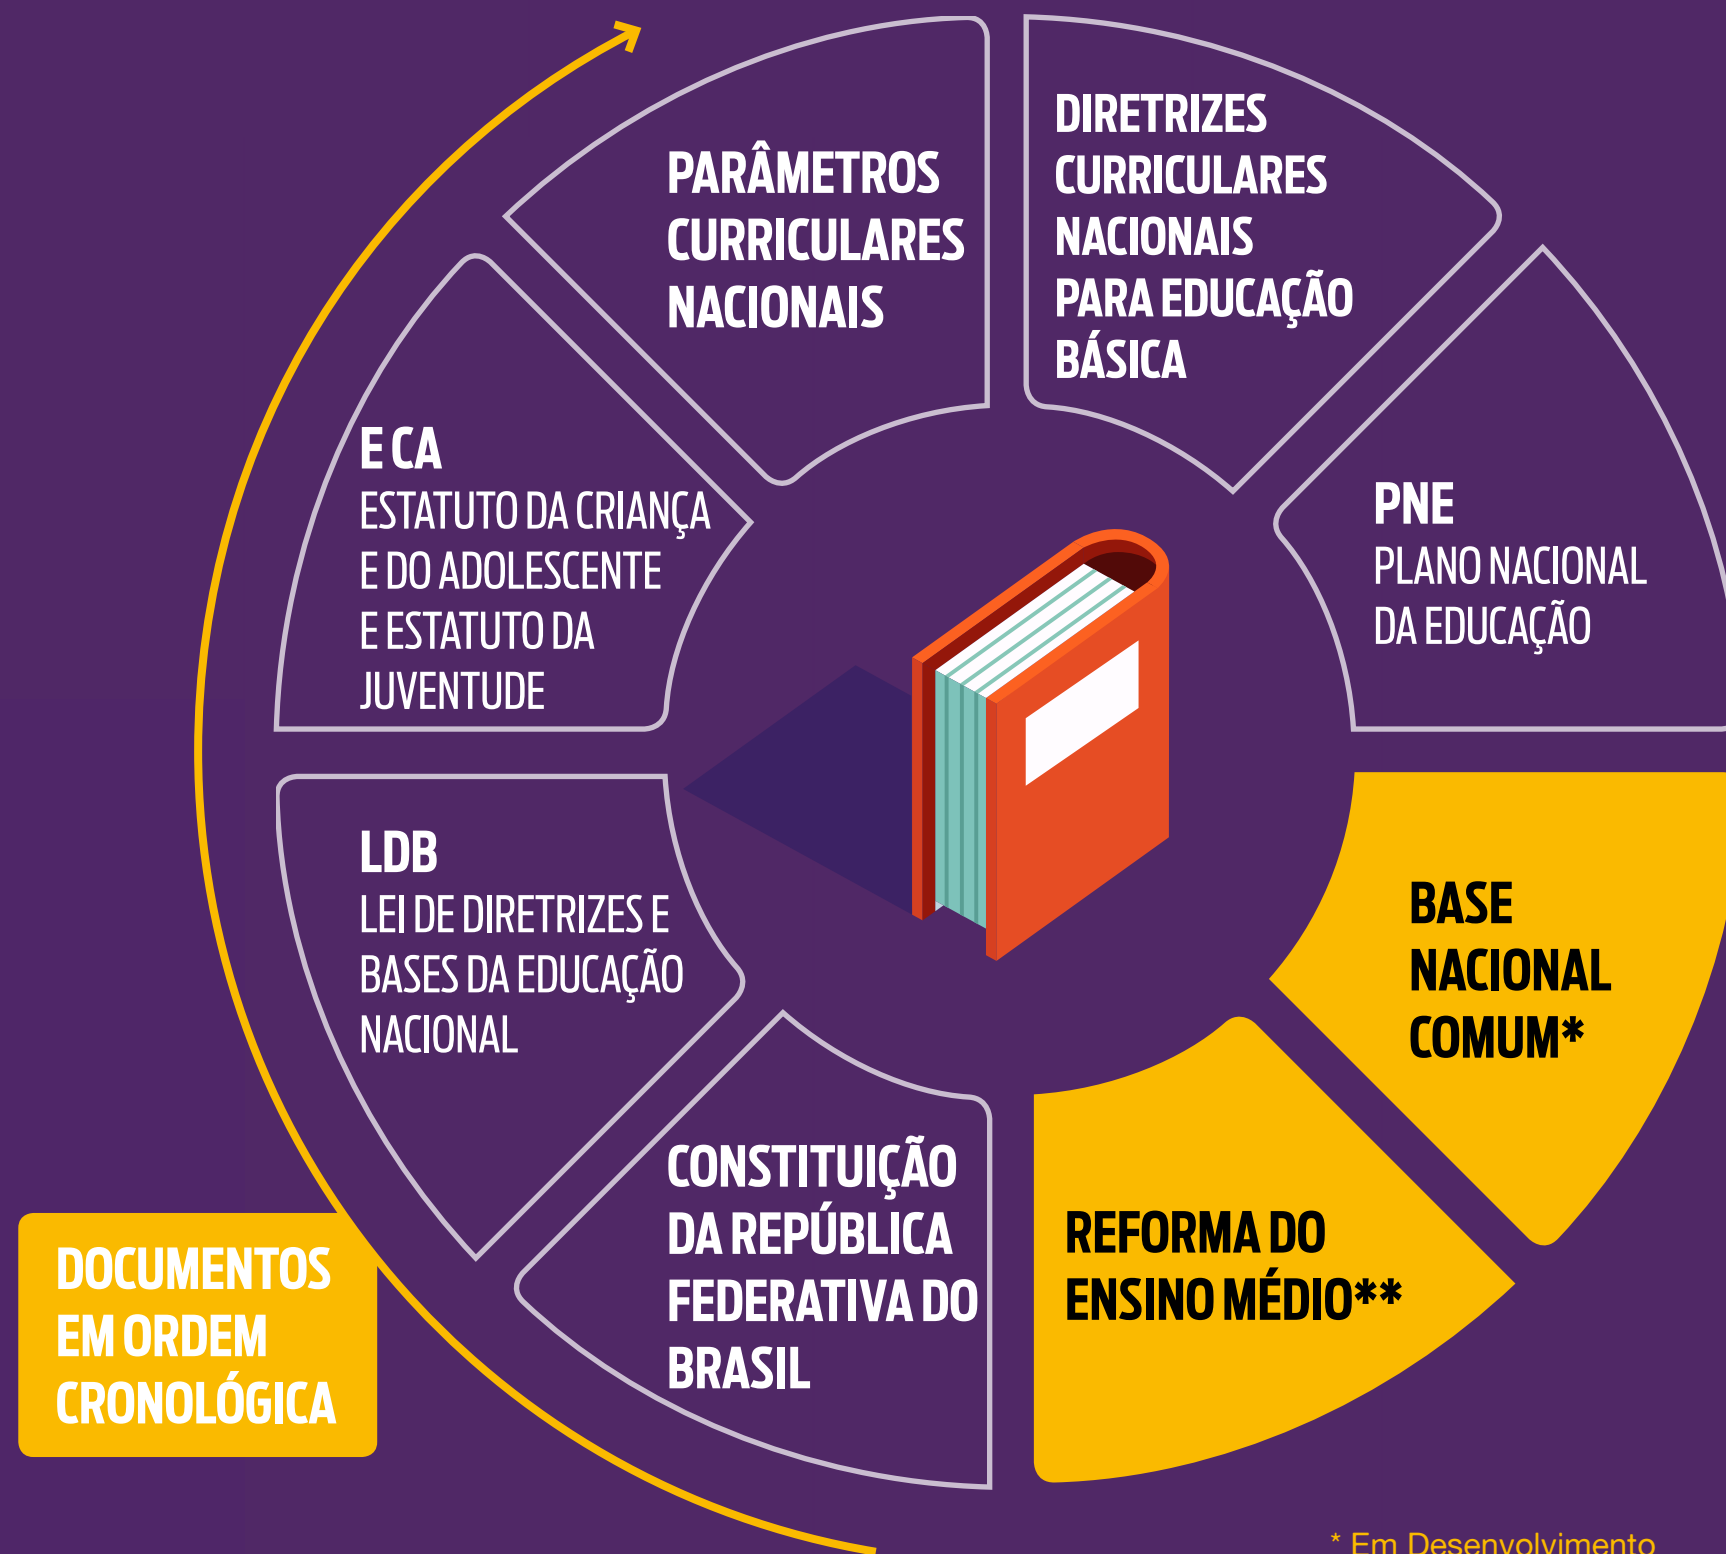 PARÂMETROS
CURRICULARES
NACIONAIS
DIRETRIZES
CURRICULARES
NACIONAIS
PARA EDUCAÇÃO
BÁSICA
E CA
ESTATUTO DA CRIANÇA
E DO ADOLESCENTE
E ESTATUTO DA
JUVENTUDE
PNE
PLANO NACIONAL
DA EDUCAÇÃO
LDB
LEI DE DIRETRIZES E
BASES DA EDUCAÇÃO
NACIONAL
BASE
NACIONAL
COMUM*
CONSTITUIÇÃO
DA REPÚBLICA
FEDERATIVA DO
BRASIL
REFORMA DO
ENSINO MÉDIO**
DOCUMENTOS
EM ORDEM
CRONOLÓGICA
* Em Desenvolvimento